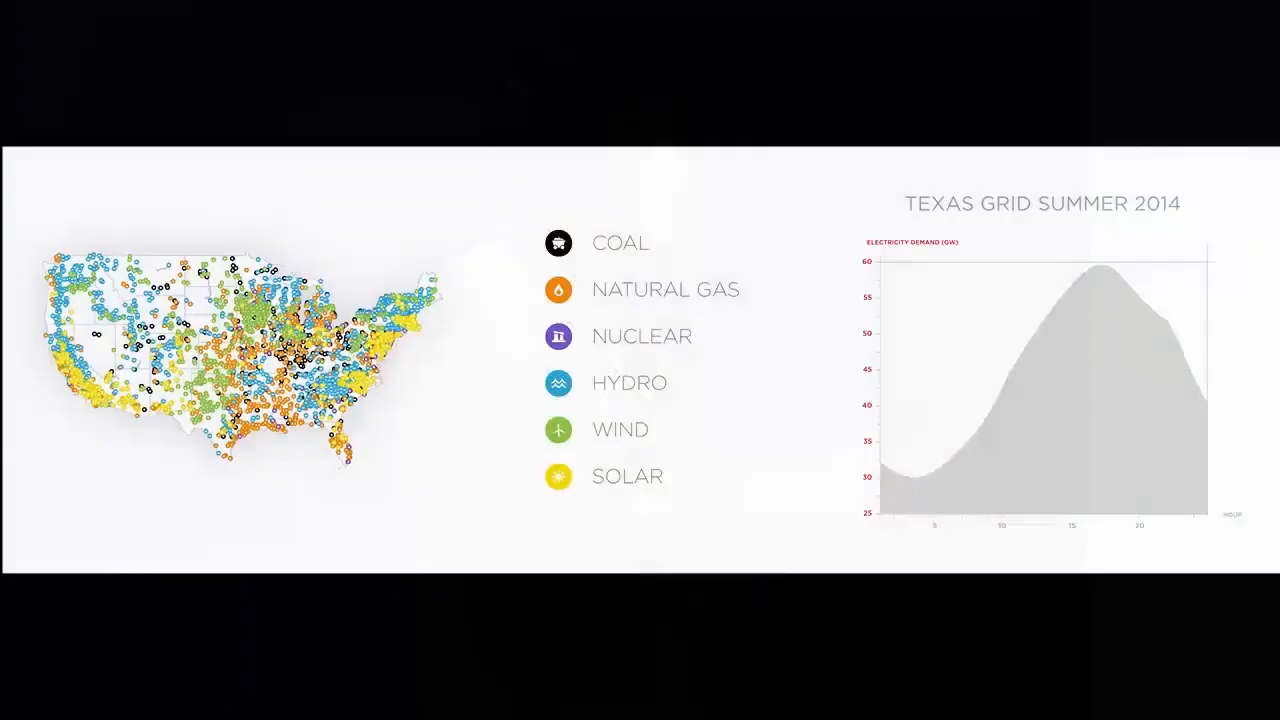 COAL
NATURAL GAS
NUCLEAR
HYDRO
WIND
SOLAR
TEXAS GRID SUMMER 2014
ELECTRICITY DEMAND (GW)
60
55
50
45
40
35
30
25
5
10
15
20
HOUR